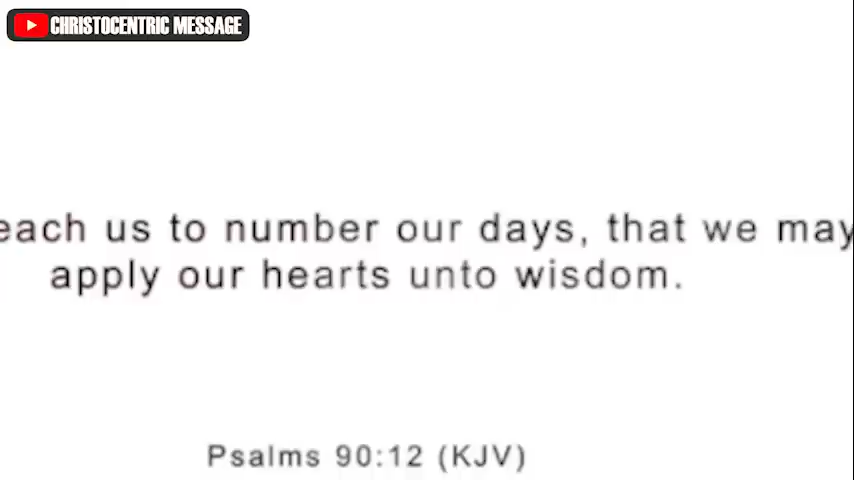 CHRISTOCENTRIC MESSAGE
each us to number our days, that we may
apply our hearts unto wisdom.
Psalms 90:12 (KJV)